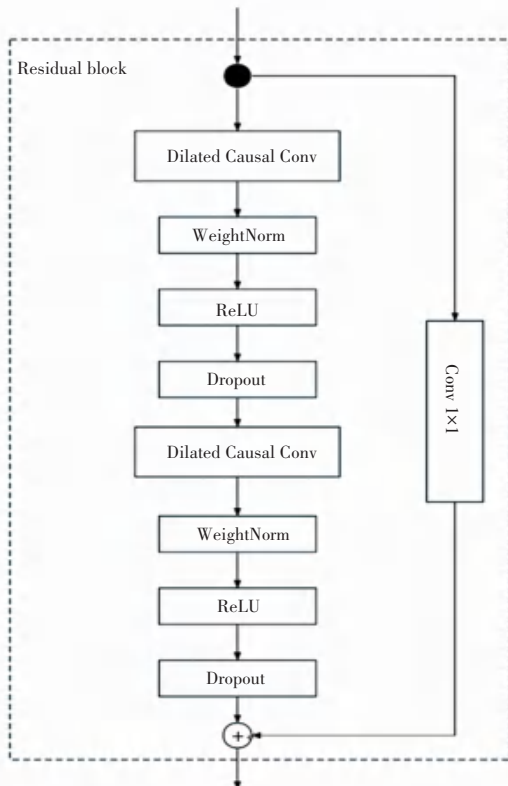 Residual block
Dilated Causal Conv
WeightNorm
ReLU
Dropout
Dilated Causal Conv
WeightNorm
ReLU
Dropout
+
Conv 1×1